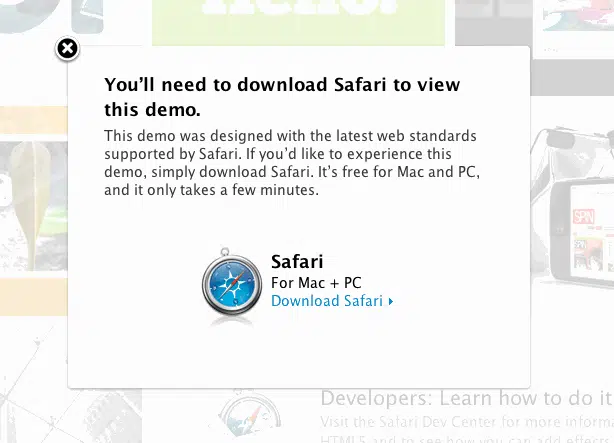 hello.
You'll need to download Safari to view
this demo.
This demo was designed with the latest web standards
supported by Safari. If you'd like to experience this
demo, simply download Safari. It's free for Mac and PC,
and it only takes a few minutes.
Safari
For Mac + PC
Download Safari
SPIN
Developers: Learn how to do it
Visit the Safari Dev Center for more inform
HTML5 and to see how you can add effects